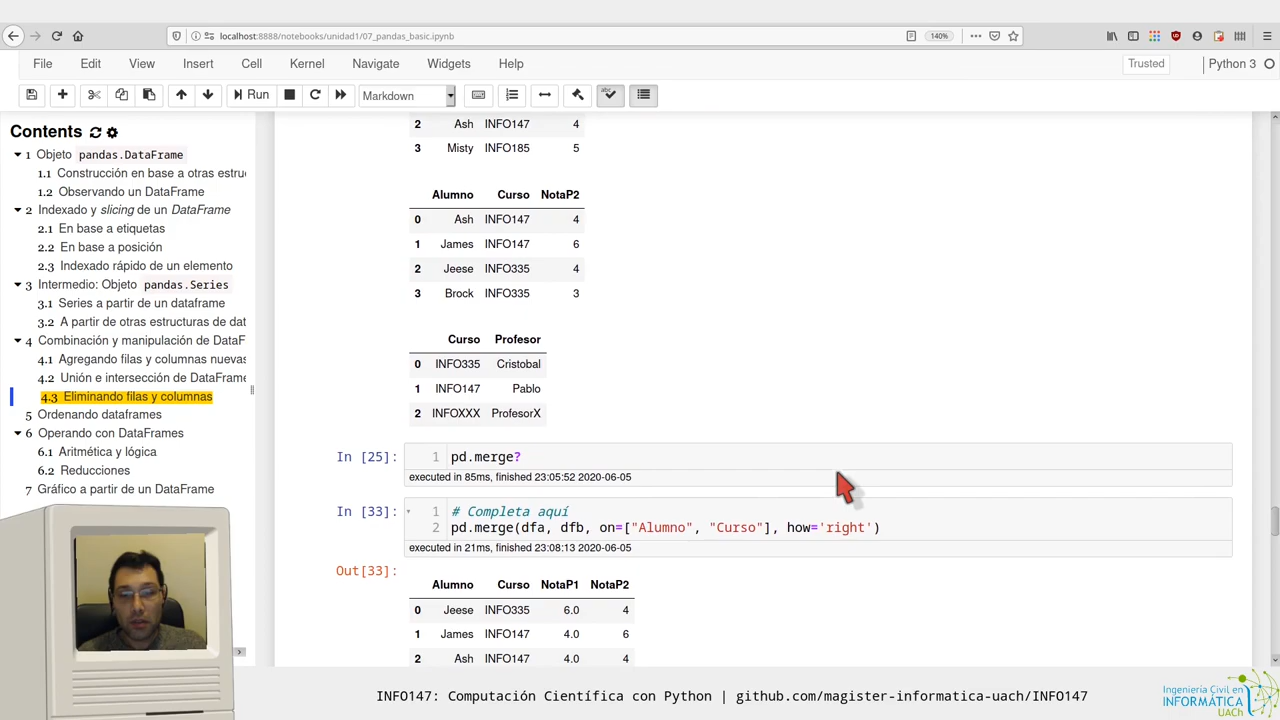 localhost:8888/notebooks/unidad1/07_pandas_basic.ipynb
140%
File Edit View Insert Cell Kernel Navigate Widgets Help
Trusted
Python 3
Run
Markdown
Contents
1 Objeto pandas.DataFrame
1.1 Construcción en base a otras estru
1.2 Observando un DataFrame
2 Indexado y slicing de un DataFrame
2.1 En base a etiquetas
2.2 En base a posición
2.3 Indexado rápido de un elemento
3 Intermedio: Objeto pandas.Series
3.1 Series a partir de un dataframe
3.2 A partir de otras estructuras de dat
4 Combinación y manipulación de DataF
4.1 Agregando filas y columnas nuevas
4.2 Unión e intersección de DataFrame
4.3 Eliminando filas y columnas
5 Ordenando dataframes
6 Operando con DataFrames
6.1 Aritmética y lógica
6.2 Reducciones
7 Gráfico a partir de un DataFrame
2 Ash INFO147 4
3 Misty INFO185 5
Alumno Curso NotaP2
0 Ash INFO147 4
1 James INFO147 6
2 Jeese INFO335 4
3 Brock INFO335 3
Curso Profesor
0 INFO335 Cristobal
1 INFO147 Pablo
2 INFOXXX ProfesorX
In [25]: 1 pd.merge?
executed in 85ms, finished 23:05:52 2020-06-05
In [33]: 1 # Completa aquí
2 pd.merge(dfa, dfb, on=["Alumno", "Curso"], how='right')
executed in 21ms, finished 23:08:13 2020-06-05
Out[33]:
Alumno Curso NotaP1 NotaP2
0 Jeese INFO335 6.0 4
1 James INFO147 4.0 6
2 Ash INFO147 4.0 4
INFO147: Computación Científica con Python | github.com/magister-informatica-uach/INFO147
Ingeniería Civil en
INFORMÁTICA
UACh